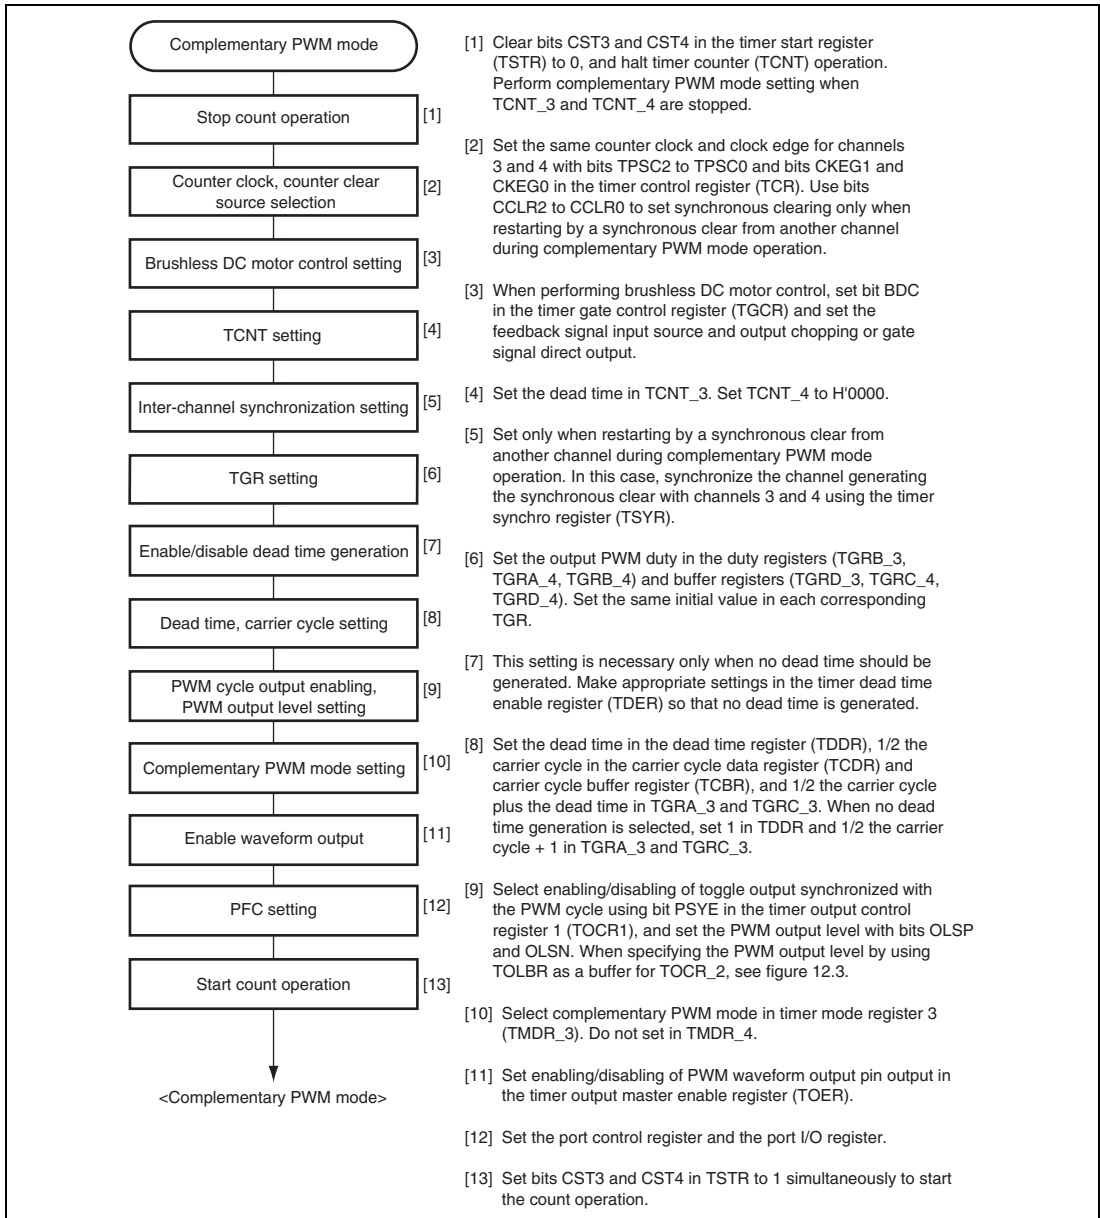 Complementary PWM mode
Stop count operation
[1]
Counter clock, counter clear
source selection
[2]
Brushless DC motor control setting
[3]
TCNT setting
[4]
Inter-channel synchronization setting
[5]
TGR setting
[6]
Enable/disable dead time generation
[7]
Dead time, carrier cycle setting
[8]
PWM cycle output enabling,
PWM output level setting
[9]
Complementary PWM mode setting
[10]
Enable waveform output
[11]
PFC setting
[12]
Start count operation
[13]
<Complementary PWM mode>
[1] Clear bits CST3 and CST4 in the timer start register
(TSTR) to 0, and halt timer counter (TCNT) operation.
Perform complementary PWM mode setting when
TCNT_3 and TCNT_4 are stopped.
[2] Set the same counter clock and clock edge for channels
3 and 4 with bits TPSC2 to TPSC0 and bits CKEG1 and
CKEG0 in the timer control register (TCR). Use bits
CCLR2 to CCLR0 to set synchronous clearing only when
restarting by a synchronous clear from another channel
during complementary PWM mode operation.
[3] When performing brushless DC motor control, set bit BDC
in the timer gate control register (TGCR) and set the
feedback signal input source and output chopping or gate
signal direct output.
[4] Set the dead time in TCNT_3. Set TCNT_4 to H'0000.
[5] Set only when restarting by a synchronous clear from
another channel during complementary PWM mode
operation. In this case, synchronize the channel generating
the synchronous clear with channels 3 and 4 using the timer
synchro register (TSYR).
[6] Set the output PWM duty in the duty registers (TGRB_3,
TGRA_4, TGRB_4) and buffer registers (TGRD_3, TGRC_4,
TGRD_4). Set the same initial value in each corresponding
TGR.
[7] This setting is necessary only when no dead time should be
generated. Make appropriate settings in the timer dead time
enable register (TDER) so that no dead time is generated.
[8] Set the dead time in the dead time register (TDDR), 1/2 the
carrier cycle in the carrier cycle data register (TCDR) and
carrier cycle buffer register (TCBR), and 1/2 the carrier cycle
plus the dead time in TGRA_3 and TGRC_3. When no dead
time generation is selected, set 1 in TDDR and 1/2 the carrier
cycle + 1 in TGRA_3 and TGRC_3.
[9] Select enabling/disabling of toggle output synchronized with
the PWM cycle using bit PSYE in the timer output control
register 1 (TOCR1), and set the PWM output level with bits OLSP
and OLSN. When specifying the PWM output level by using
TOLBR as a buffer for TOCR_2, see figure 12.3.
[10] Select complementary PWM mode in timer mode register 3
(TMDR_3). Do not set in TMDR_4.
[11] Set enabling/disabling of PWM waveform output pin output in
the timer output master enable register (TOER).
[12] Set the port control register and the port I/O register.
[13] Set bits CST3 and CST4 in TSTR to 1 simultaneously to start
the count operation.